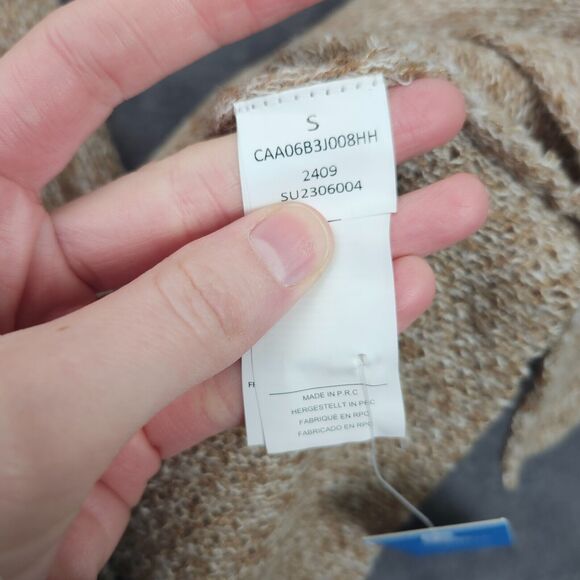 S
CAA06B3J008HH
2409
SU2306004
MADE IN P.R.C
HERGESTELLT IN PRC
FABRIQUE EN RPC
FABRICADO EN RPC